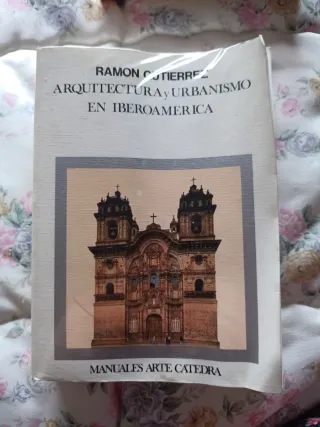 RAMON GUTIERREZ
ARQUITECTURA y URBANISMO
EN IBEROAMERICA
MANUALES ARTE CATEDRA